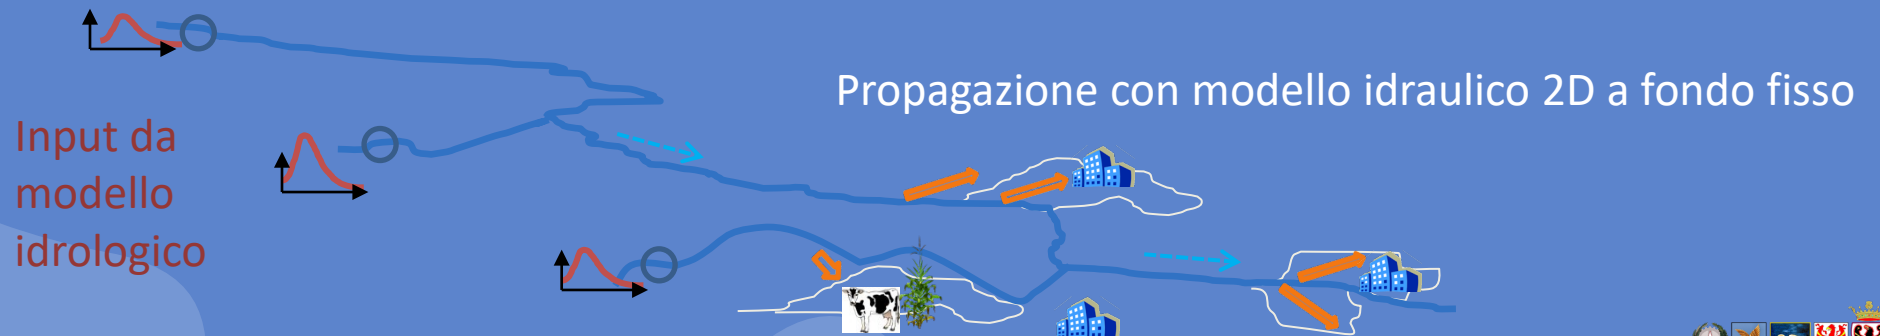 Propagazione con modello idraulico 2D a fondo fisso
Input da
modello
idrologico